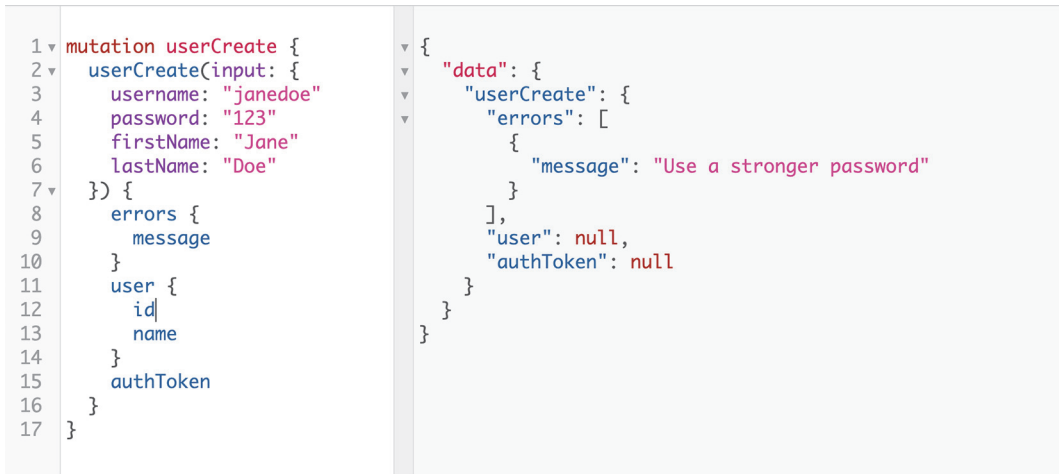 1 mutation userCreate {
2 userCreate(input: {
3 username: "janedoe"
4 password: "123"
5 firstName: "Jane"
6 lastName: "Doe"
7 }) {
8 errors {
9 message
10 }
11 user {
12 id
13 name
14 }
15 authToken
16 }
17 }
{
"data": {
"userCreate": {
"errors": [
{
"message": "Use a stronger password"
}
],
"user": null,
"authToken": null
}
}
}